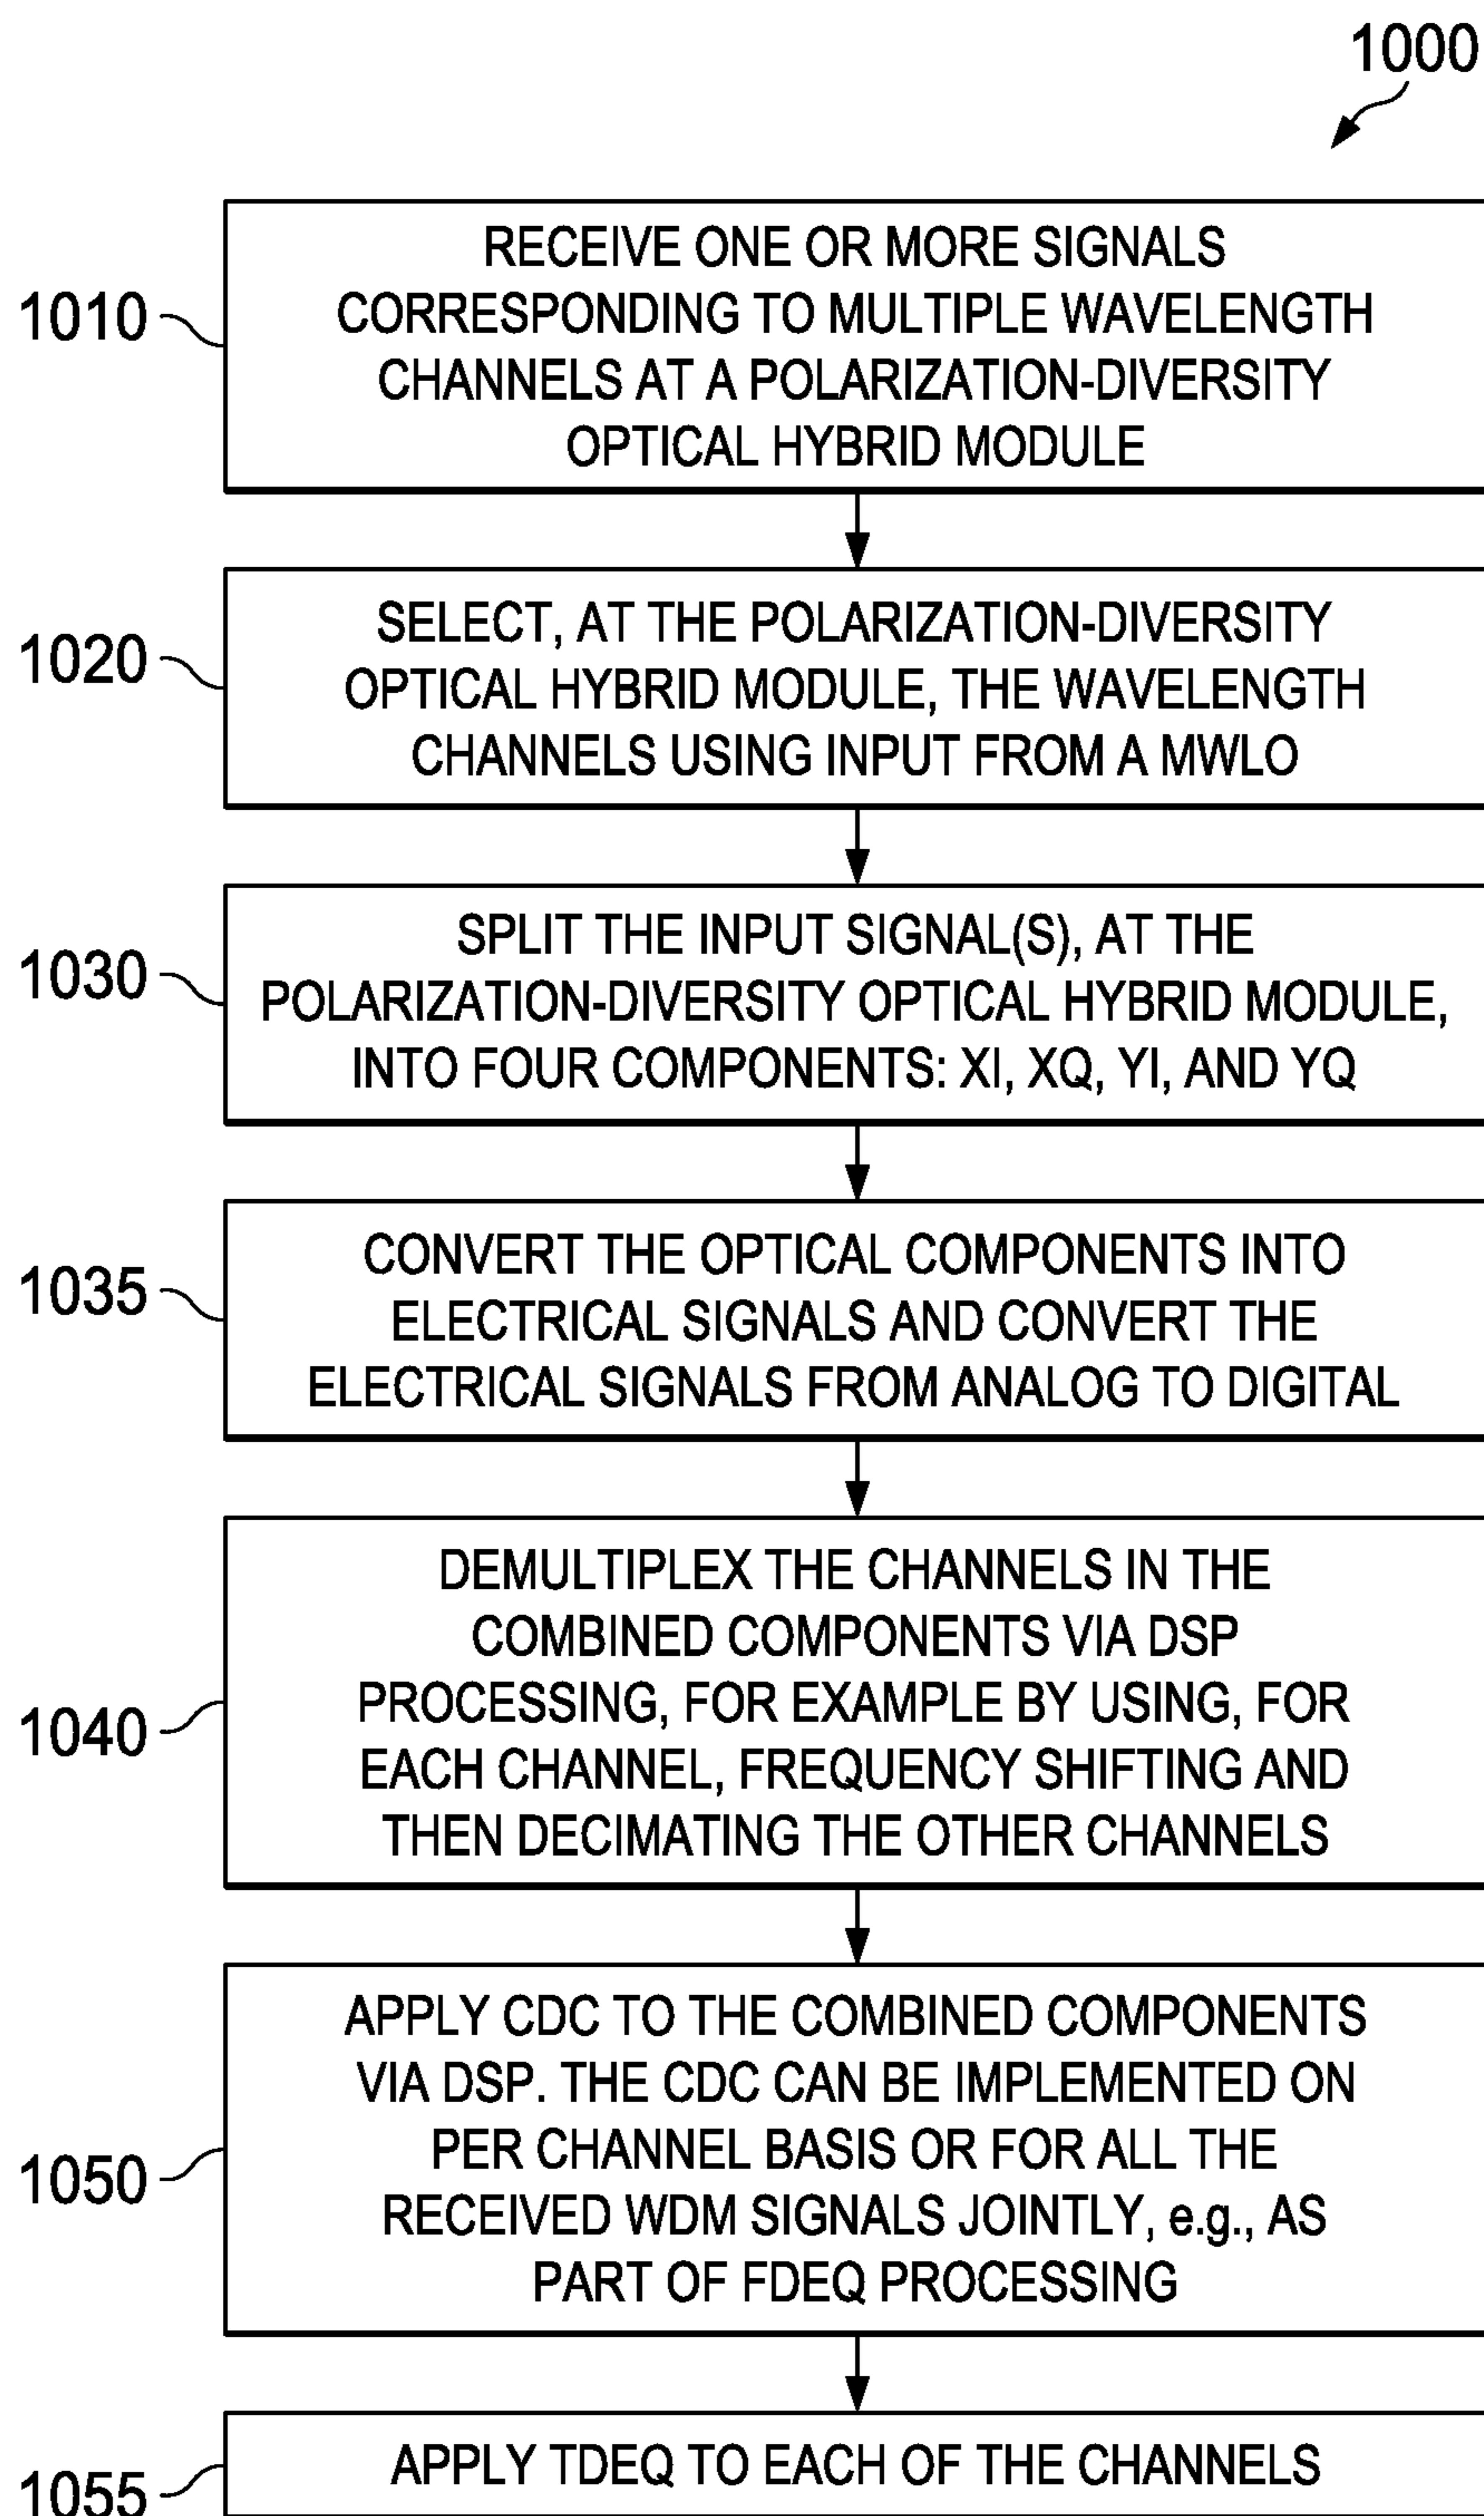 1000
1010
RECEIVE ONE OR MORE SIGNALS
CORRESPONDING TO MULTIPLE WAVELENGTH
CHANNELS AT A POLARIZATION-DIVERSITY
OPTICAL HYBRID MODULE
1020
SELECT, AT THE POLARIZATION-DIVERSITY
OPTICAL HYBRID MODULE, THE WAVELENGTH
CHANNELS USING INPUT FROM A MWLO
1030
SPLIT THE INPUT SIGNAL(S), AT THE
POLARIZATION-DIVERSITY OPTICAL HYBRID MODULE,
INTO FOUR COMPONENTS: XI, XQ, YI, AND YQ
1035
CONVERT THE OPTICAL COMPONENTS INTO
ELECTRICAL SIGNALS AND CONVERT THE
ELECTRICAL SIGNALS FROM ANALOG TO DIGITAL
1040
DEMULTIPLEX THE CHANNELS IN THE
COMBINED COMPONENTS VIA DSP
PROCESSING, FOR EXAMPLE BY USING, FOR
EACH CHANNEL, FREQUENCY SHIFTING AND
THEN DECIMATING THE OTHER CHANNELS
1050
APPLY CDC TO THE COMBINED COMPONENTS
VIA DSP. THE CDC CAN BE IMPLEMENTED ON
PER CHANNEL BASIS OR FOR ALL THE
RECEIVED WDM SIGNALS JOINTLY, e.g., AS
PART OF FDEQ PROCESSING
1055
APPLY TDEQ TO EACH OF THE CHANNELS